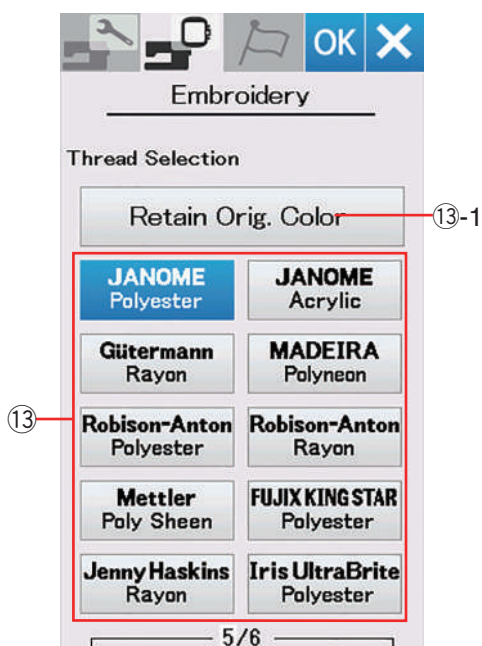 OK X
Embroidery
Thread Selection
Retain Orig. Color
⑬-1
JANOME
Polyester
JANOME
Acrylic
Gütermann
Rayon
MADEIRA
Polyneon
⑬
Robison-Anton
Polyester
Robison-Anton
Rayon
Mettler
Poly Sheen
FUJIX KING STAR
Polyester
Jenny Haskins
Rayon
Iris UltraBrite
Polyester
5/6